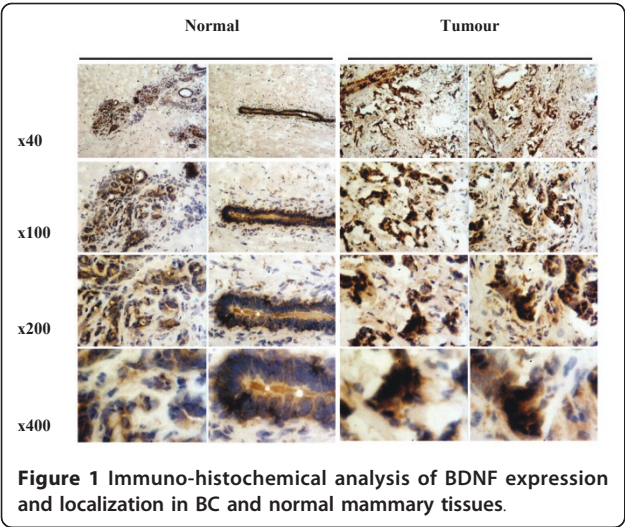 Normal Tumour
x40
x100
x200
x400
Figure 1 Immuno-histochemical analysis of BDNF expression
and localization in BC and normal mammary tissues.